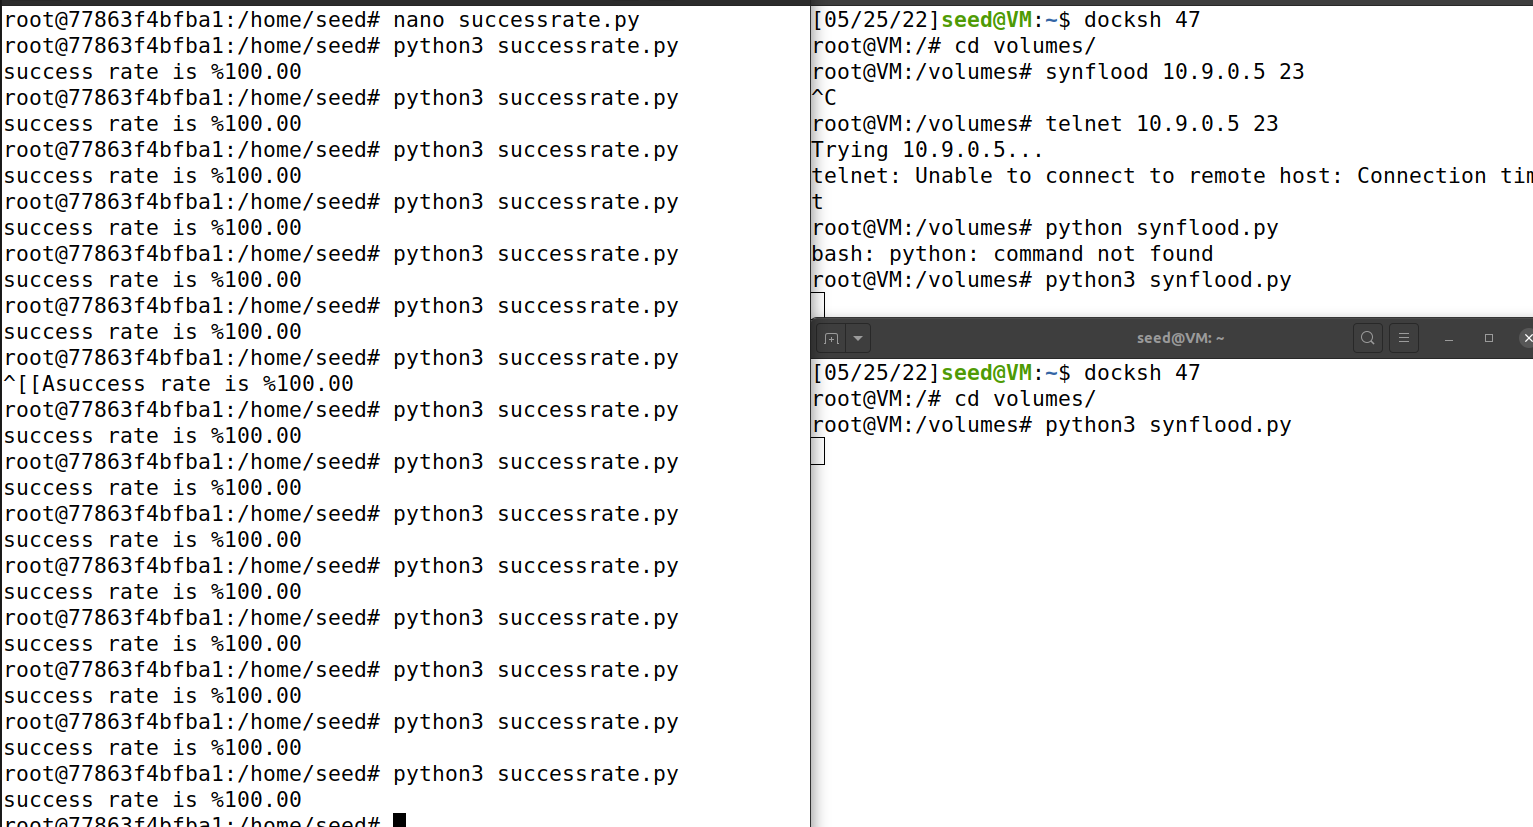 root@77863f4bfba1:/home/seed# nano successrate.py
root@77863f4bfba1:/home/seed# python3 successrate.py
success rate is %100.00
root@77863f4bfba1:/home/seed# python3 successrate.py
success rate is %100.00
root@77863f4bfba1:/home/seed# python3 successrate.py
success rate is %100.00
root@77863f4bfba1:/home/seed# python3 successrate.py
success rate is %100.00
root@77863f4bfba1:/home/seed# python3 successrate.py
success rate is %100.00
root@77863f4bfba1:/home/seed# python3 successrate.py
success rate is %100.00
root@77863f4bfba1:/home/seed# python3 successrate.py
^[[Asuccess rate is %100.00
root@77863f4bfba1:/home/seed# python3 successrate.py
success rate is %100.00
root@77863f4bfba1:/home/seed# python3 successrate.py
success rate is %100.00
root@77863f4bfba1:/home/seed# python3 successrate.py
success rate is %100.00
root@77863f4bfba1:/home/seed# python3 successrate.py
success rate is %100.00
root@77863f4bfba1:/home/seed# python3 successrate.py
success rate is %100.00
root@77863f4bfba1:/home/seed# python3 successrate.py
success rate is %100.00
root@77863f4bfba1:/home/seed# python3 successrate.py
success rate is %100.00
root@77863f4bfba1:/home/seed# python3 successrate.py
success rate is %100.00
root@77863f4bfba1:/home/seed#
[05/25/22]seed@VM:~$ docksh 47
root@VM:/# cd volumes/
root@VM:/volumes# synflood 10.9.0.5 23
^C
root@VM:/volumes# telnet 10.9.0.5 23
Trying 10.9.0.5...
telnet: Unable to connect to remote host: Connection tim
t
root@VM:/volumes# python synflood.py
bash: python: command not found
root@VM:/volumes# python3 synflood.py
seed@VM: ~
[05/25/22]seed@VM:~$ docksh 47
root@VM:/# cd volumes/
root@VM:/volumes# python3 synflood.py